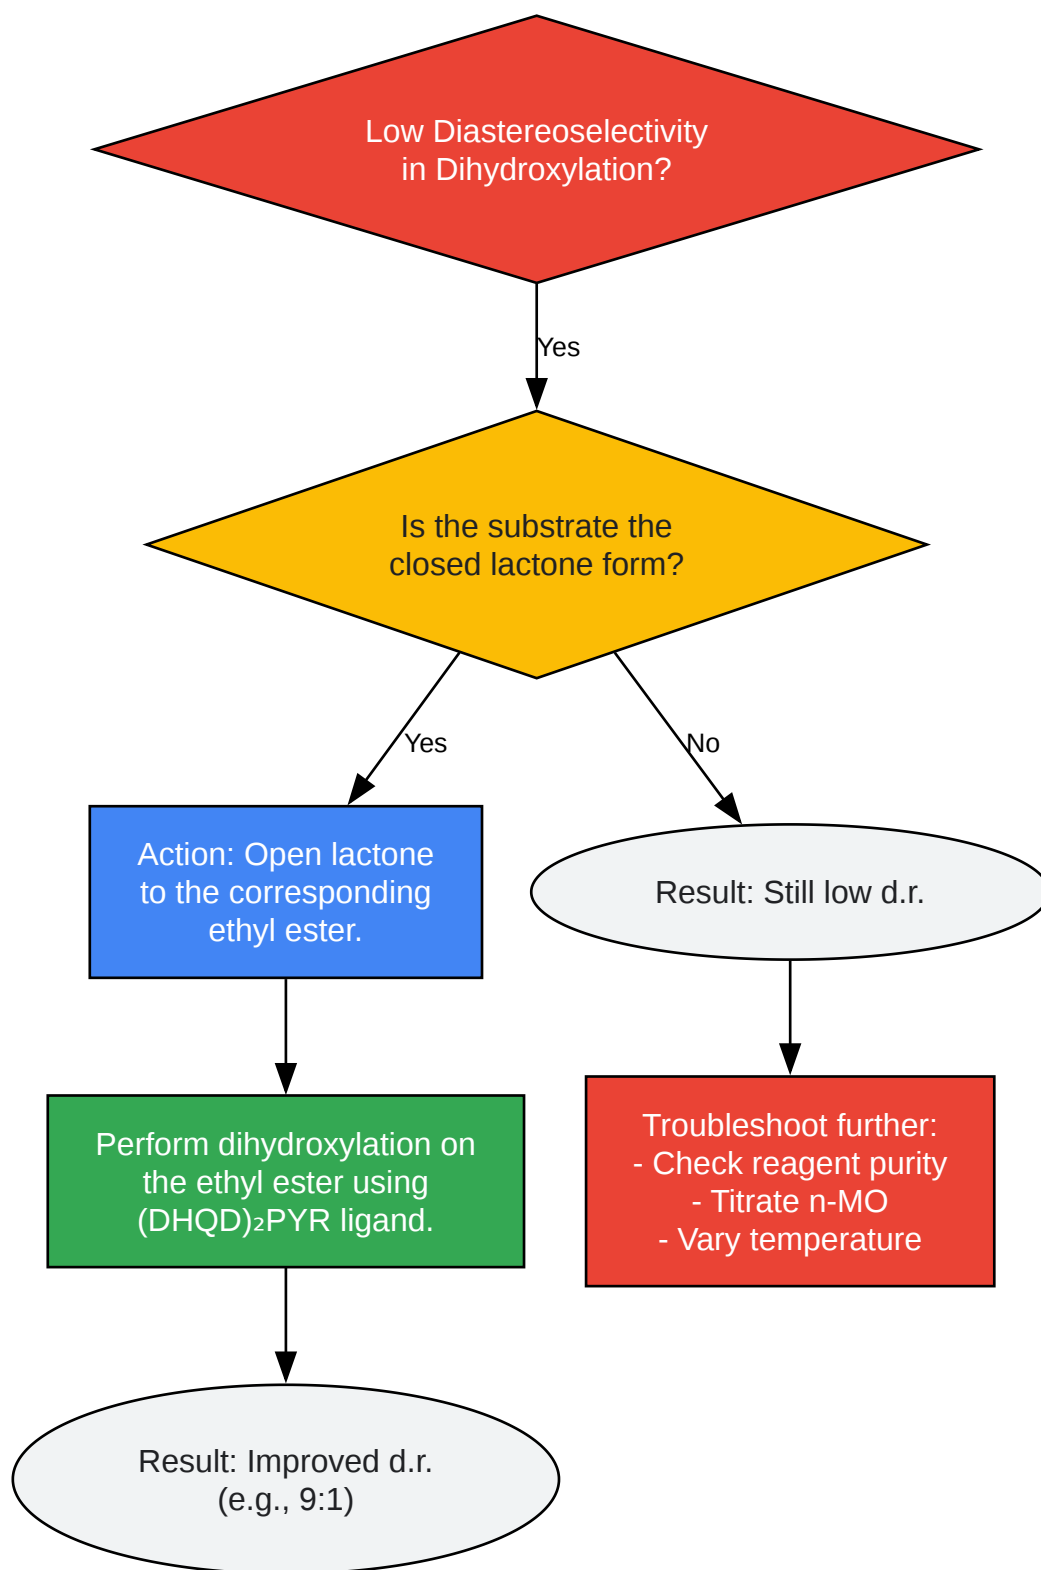 Low Diastereoselectivity
in Dihydroxylation?
Yes
Is the substrate the
closed lactone form?
Yes
No
Action: Open lactone
to the corresponding
ethyl ester.
Result: Still low d.r.
Perform dihydroxylation on
the ethyl ester using
(DHQD)₂PYR ligand.
Troubleshoot further:
- Check reagent purity
- Titrate n-MO
- Vary temperature
Result: Improved d.r.
(e.g., 9:1)